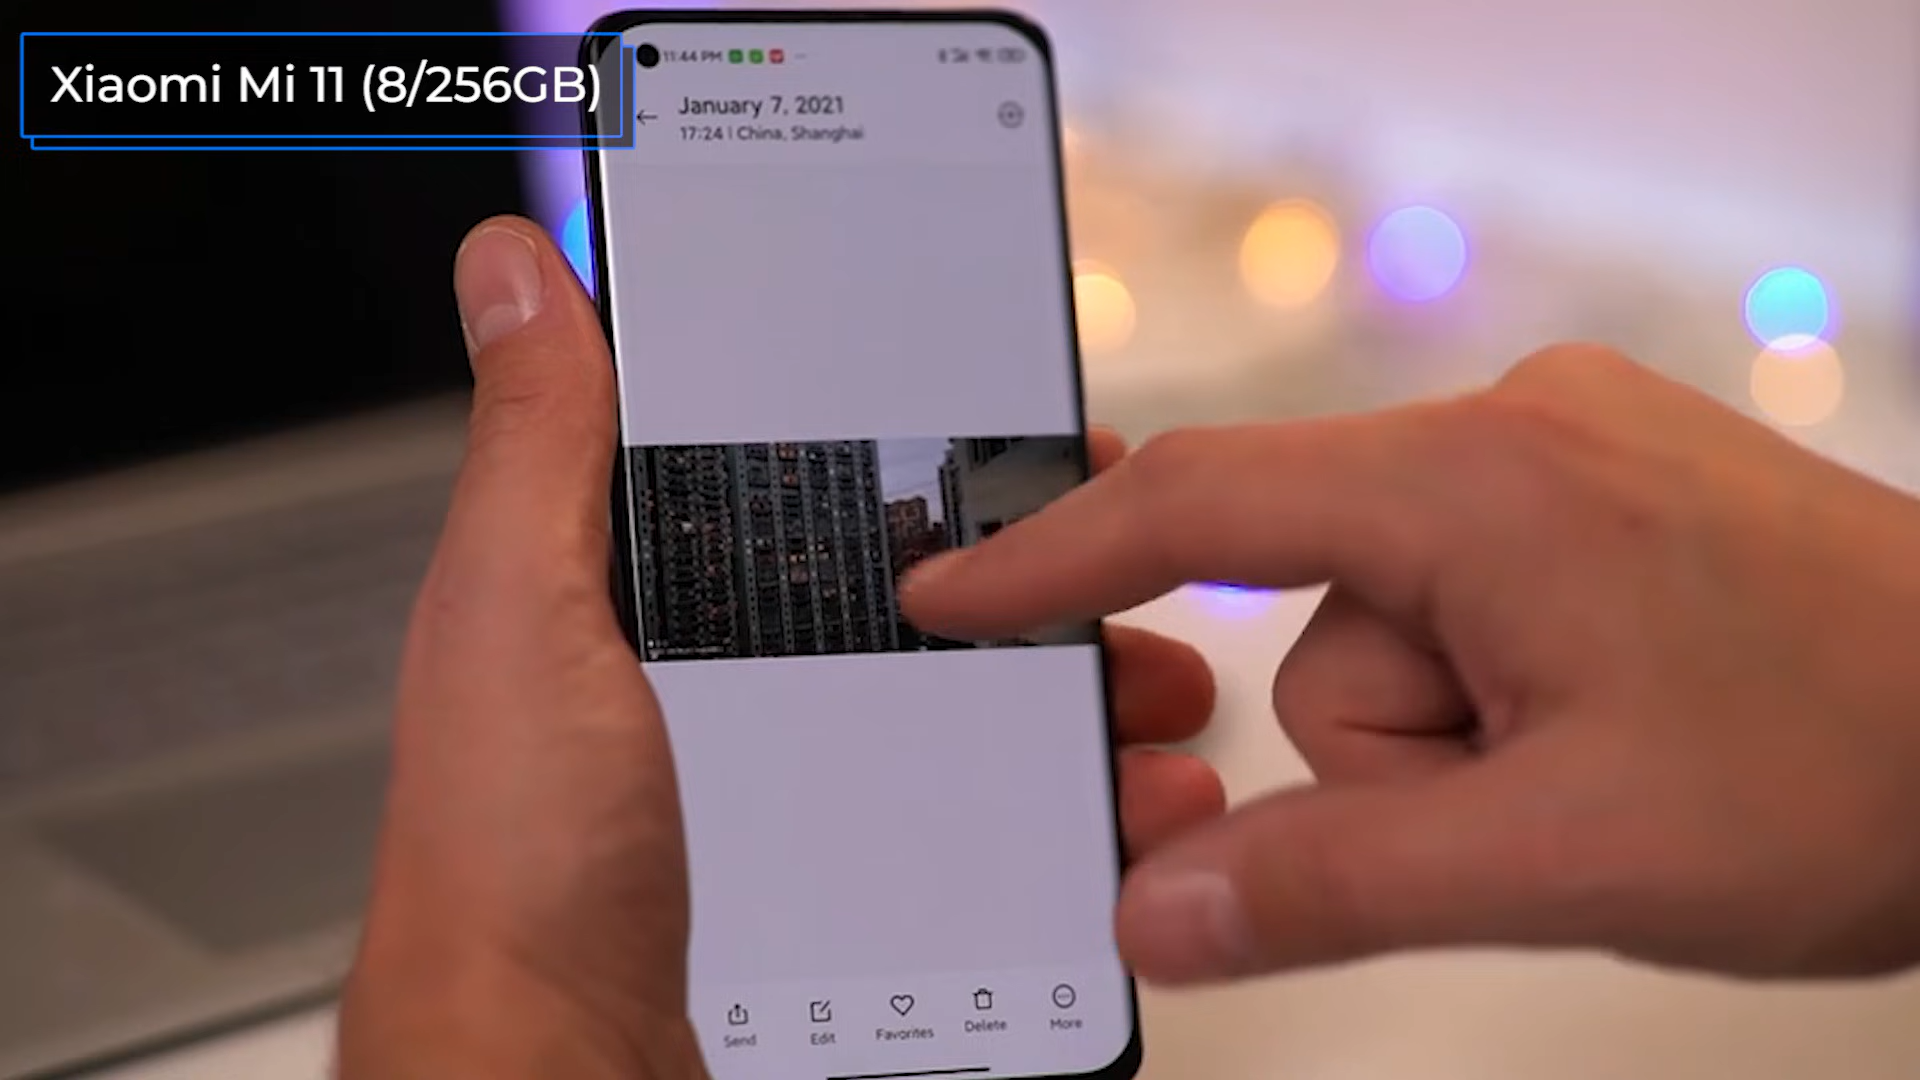 Xiaomi Mi 11 (8/256GB)
11:44 PM
January 7, 2021
17:24 | China, Shanghai
Send
Edit
Favorites
Delete
More